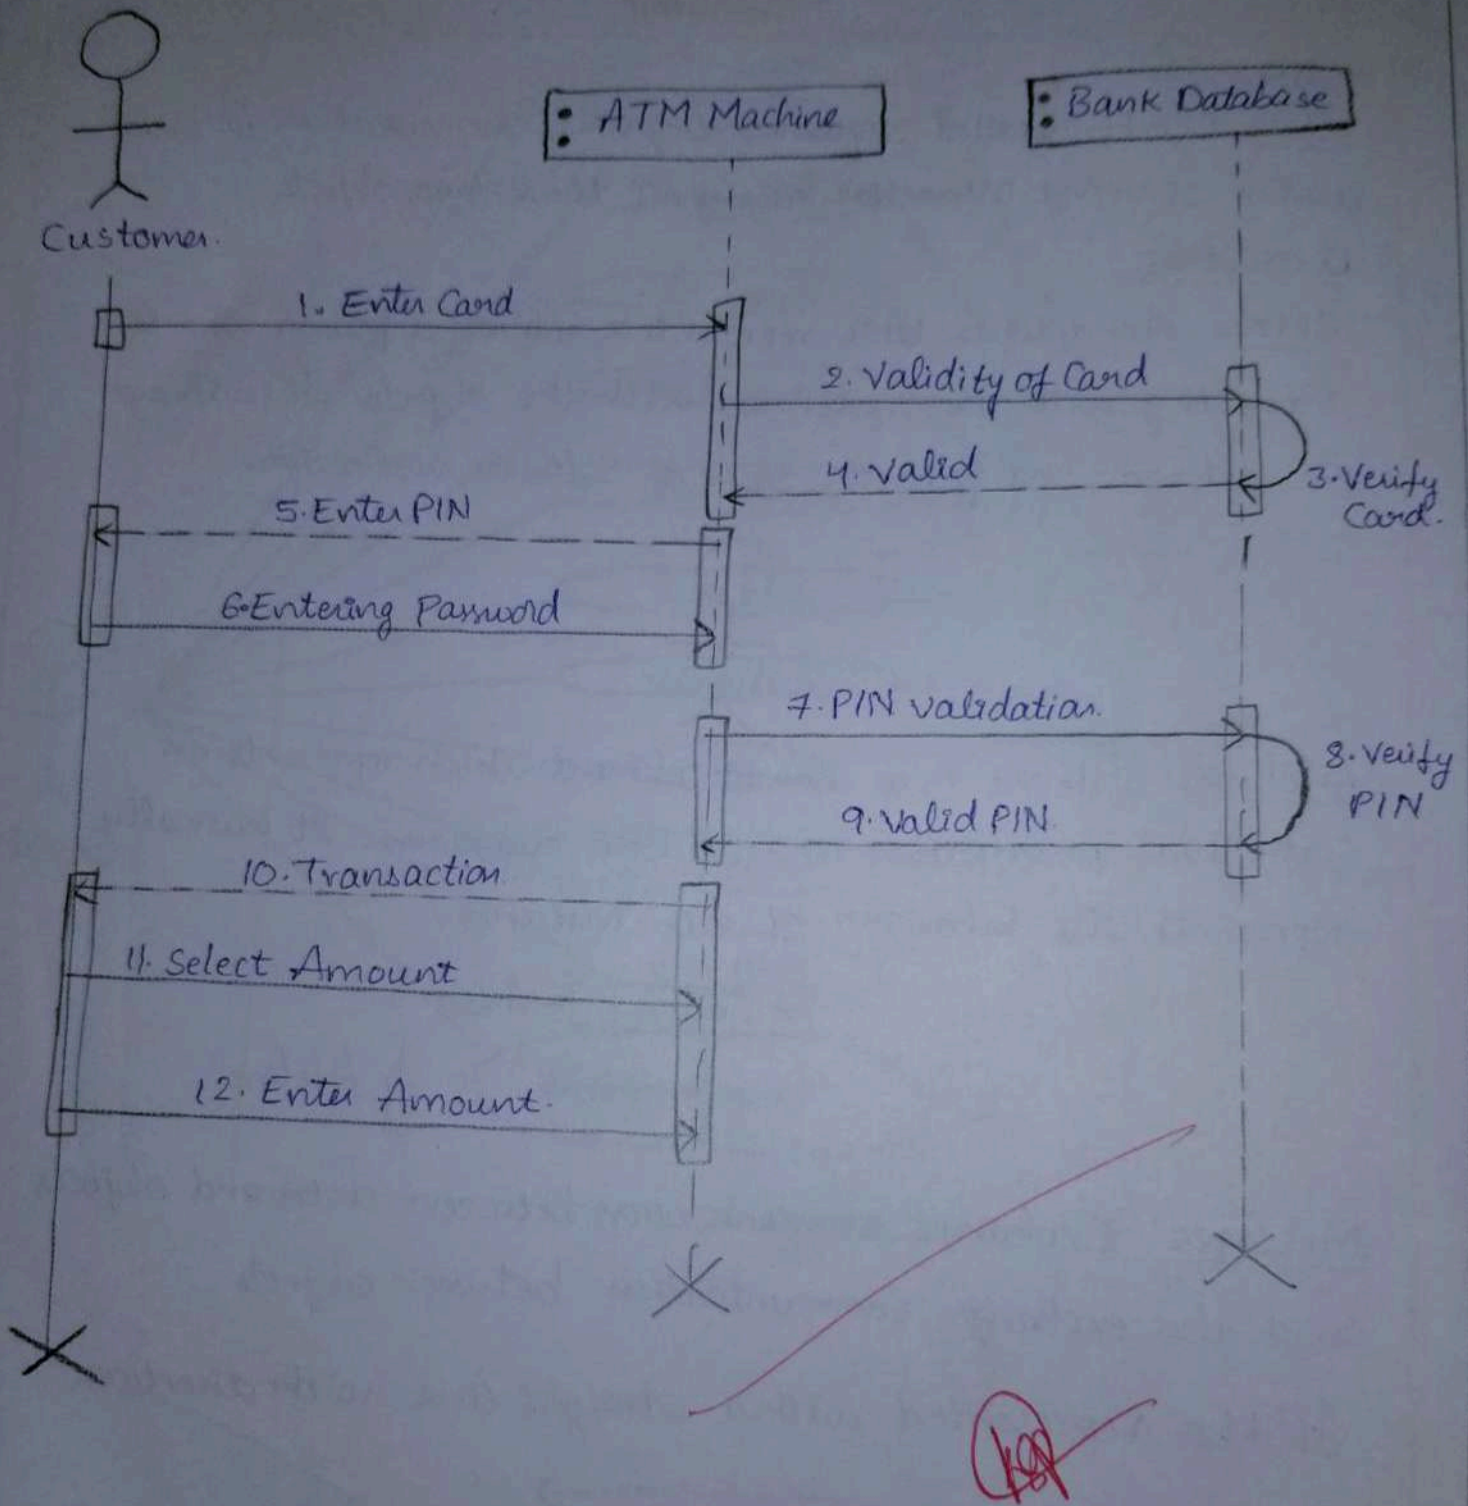 : ATM Machine
: Bank Database
Customer.
1. Enter Card
2. Validity of Card
3. Verify
Card.
4. Valid
5. Enter PIN
6. Entering Password
7. PIN validation.
8. Verify
PIN
9. Valid PIN
10. Transaction
11. Select Amount
12. Enter Amount.